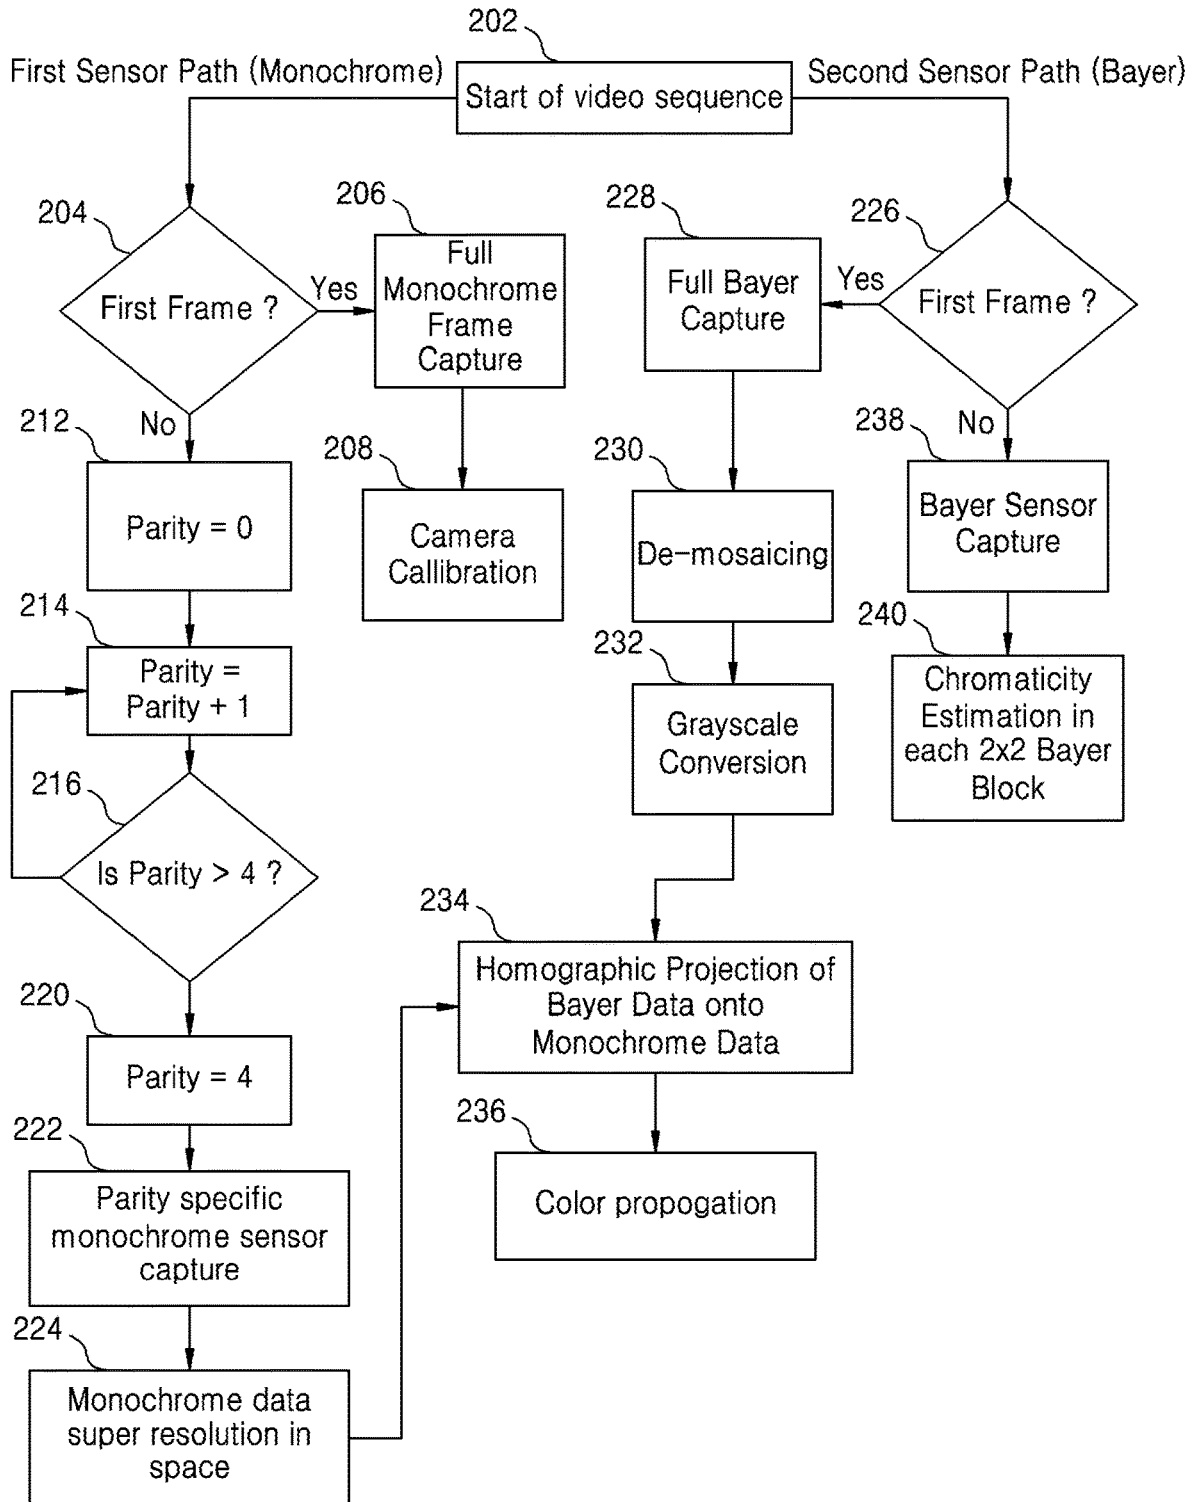 202
First Sensor Path (Monochrome)
Start of video sequence
Second Sensor Path (Bayer)
204
First Frame ?
Yes
No
206
Full
Monochrome
Frame
Capture
208
Camera
Callibration
212
Parity = 0
214
Parity =
Parity + 1
216
Is Parity > 4 ?
220
Parity = 4
222
Parity specific
monochrome sensor
capture
224
Monochrome data
super resolution in
space
226
First Frame ?
Yes
No
228
Full Bayer
Capture
230
De-mosaicing
232
Grayscale
Conversion
234
Homographic Projection of
Bayer Data onto
Monochrome Data
236
Color propogation
238
Bayer Sensor
Capture
240
Chromaticity
Estimation in
each 2x2 Bayer
Block